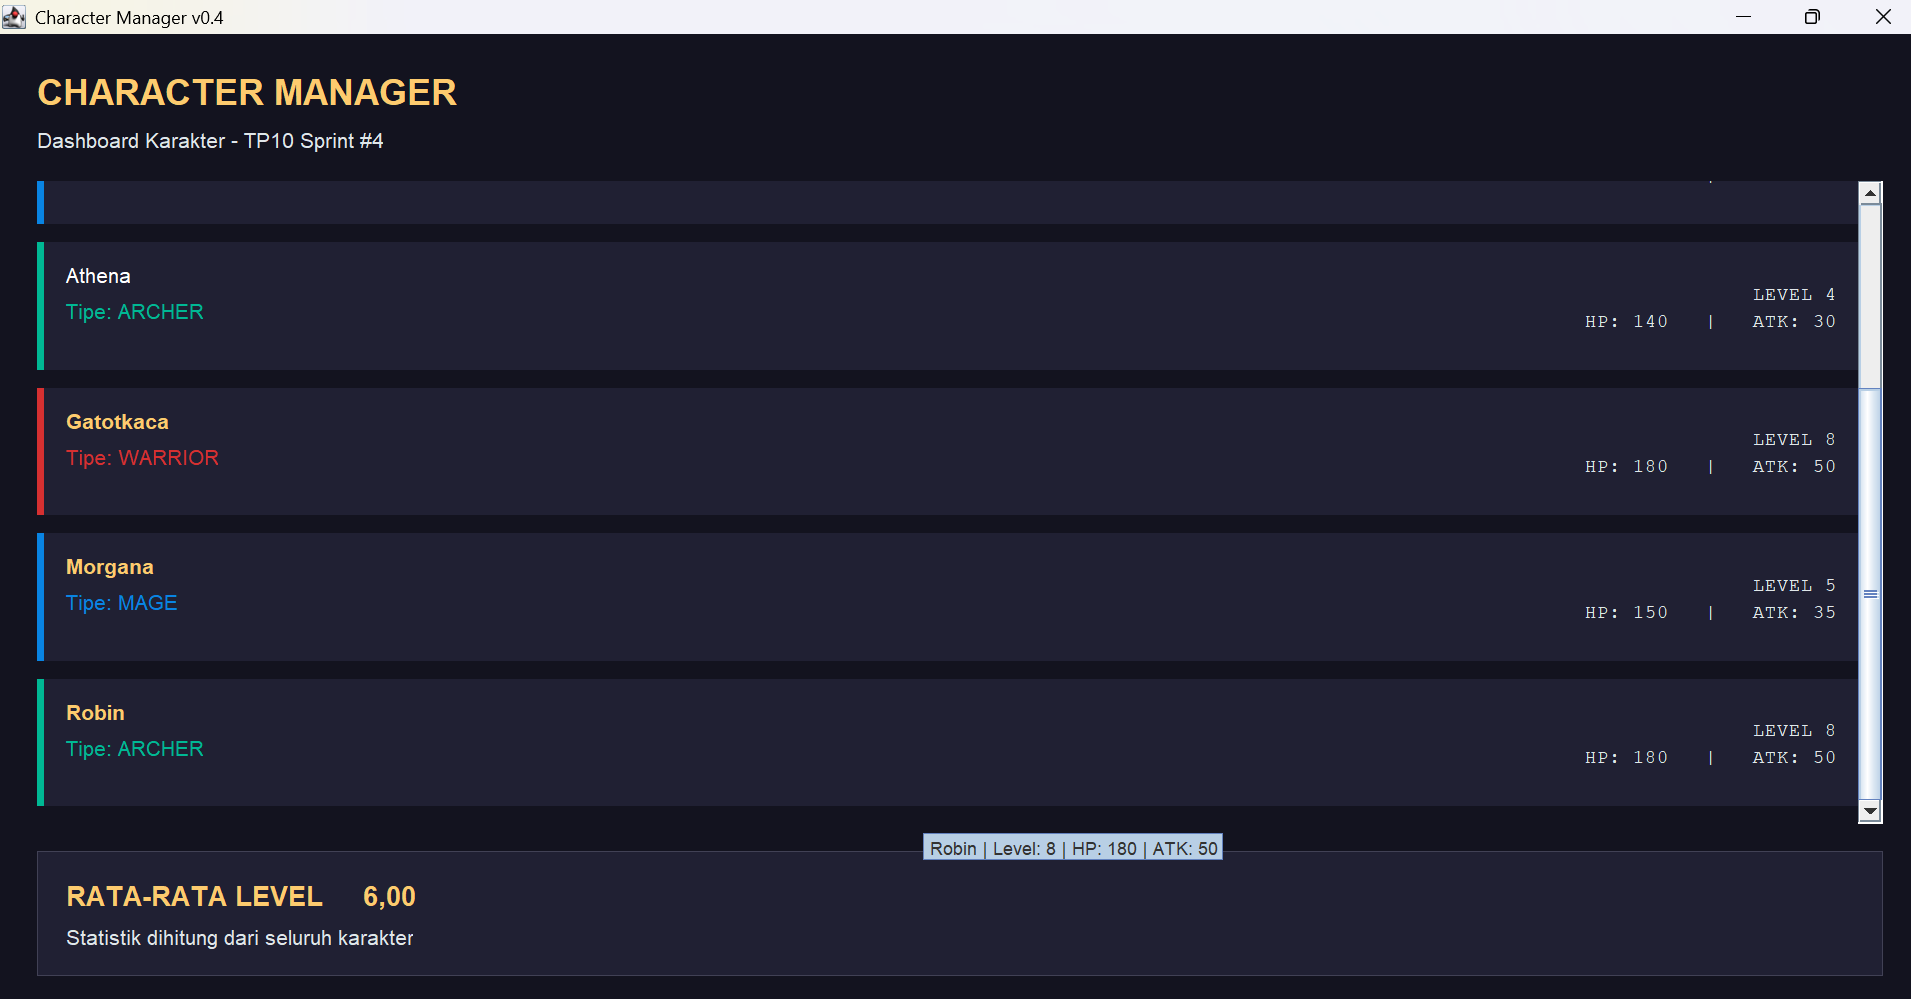 Character Manager v0.4
CHARACTER MANAGER
Dashboard Karakter - TP10 Sprint #4
Athena
Tipe: ARCHER
LEVEL 4
HP: 140 | ATK: 30
Gatotkaca
Tipe: WARRIOR
LEVEL 8
HP: 180 | ATK: 50
Morgana
Tipe: MAGE
LEVEL 5
HP: 150 | ATK: 35
Robin
Tipe: ARCHER
LEVEL 8
HP: 180 | ATK: 50
Robin | Level: 8 | HP: 180 | ATK: 50
RATA-RATA LEVEL 6,00
Statistik dihitung dari seluruh karakter